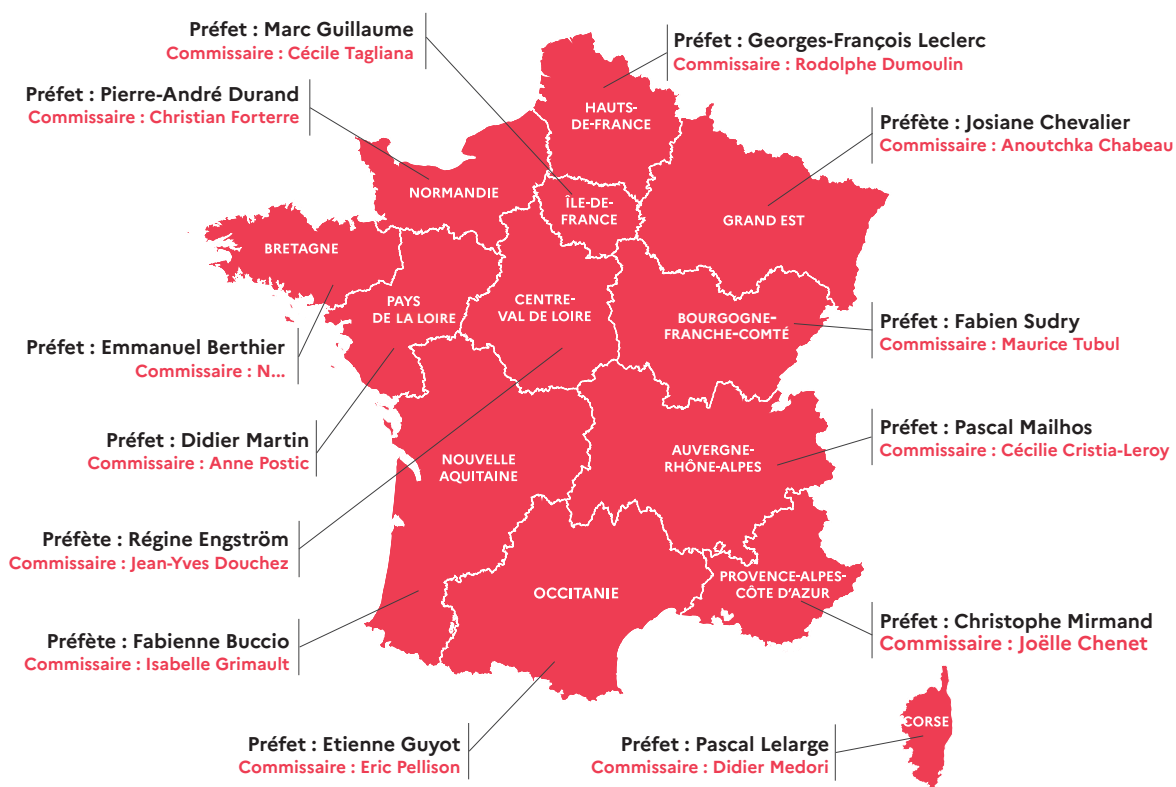 Préfet : Marc Guillaume
Commissaire : Cécile Tagliana
Préfet : Georges-François Leclerc
Commissaire : Rodolphe Dumoulin
Préfet : Pierre-André Durand
Commissaire : Christian Forterre
Préfète : Josiane Chevalier
Commissaire : Anoutchka Chabeau
HAUTS-
DE-FRANCE
NORMANDIE
ÎLE-DE-
FRANCE
GRAND EST
BRETAGNE
PAYS
DE LA LOIRE
CENTRE-
VAL DE LOIRE
BOURGOGNE-
FRANCHE-COMTÉ
Préfet : Emmanuel Berthier
Commissaire : N...
Préfet : Fabien Sudry
Commissaire : Maurice Tubul
Préfet : Didier Martin
Commissaire : Anne Postic
NOUVELLE
AQUITAINE
AUVERGNE-
RHÔNE-ALPES
Préfet : Pascal Mailhos
Commissaire : Cécilie Cristia-Leroy
Préfète : Régine Engström
Commissaire : Jean-Yves Douchez
OCCITANIE
PROVENCE-ALPES-
CÔTE D'AZUR
Préfète : Fabienne Buccio
Commissaire : Isabelle Grimault
Préfet : Christophe Mirmand
Commissaire : Joëlle Chenet
Préfet : Etienne Guyot
Commissaire : Eric Pellison
Préfet : Pascal Lelarge
Commissaire : Didier Medori
CORSE